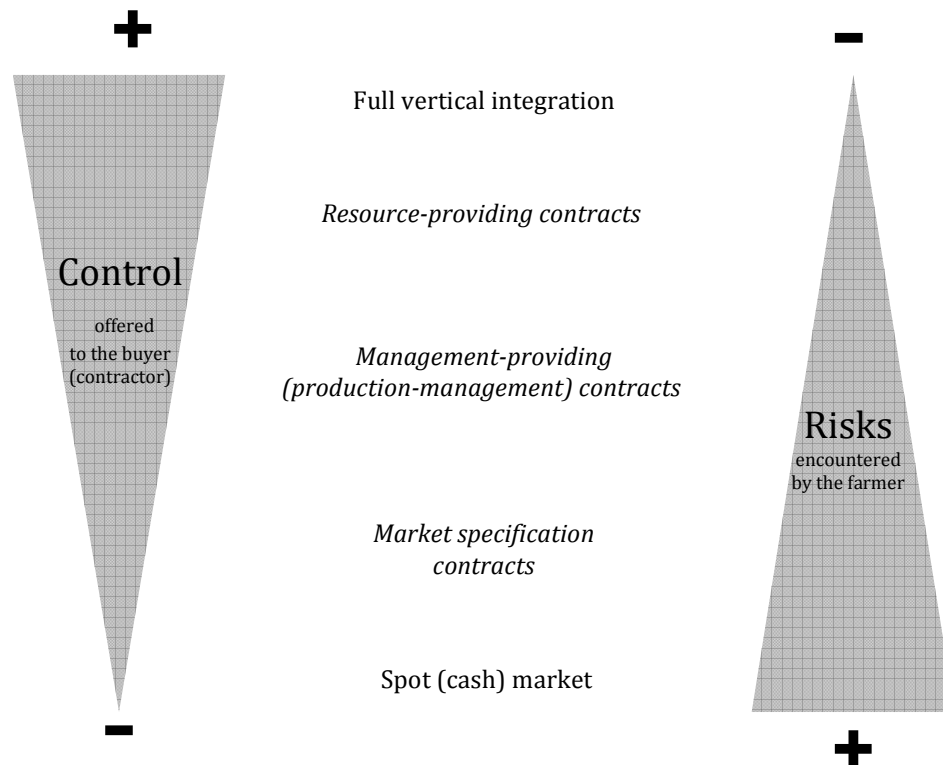 +
-
Full vertical integration
Resource-providing contracts
Control
offered
to the buyer
(contractor)
Management-providing
(production-management) contracts
Risks
encountered
by the farmer
Market specification
contracts
Spot (cash) market
-
+